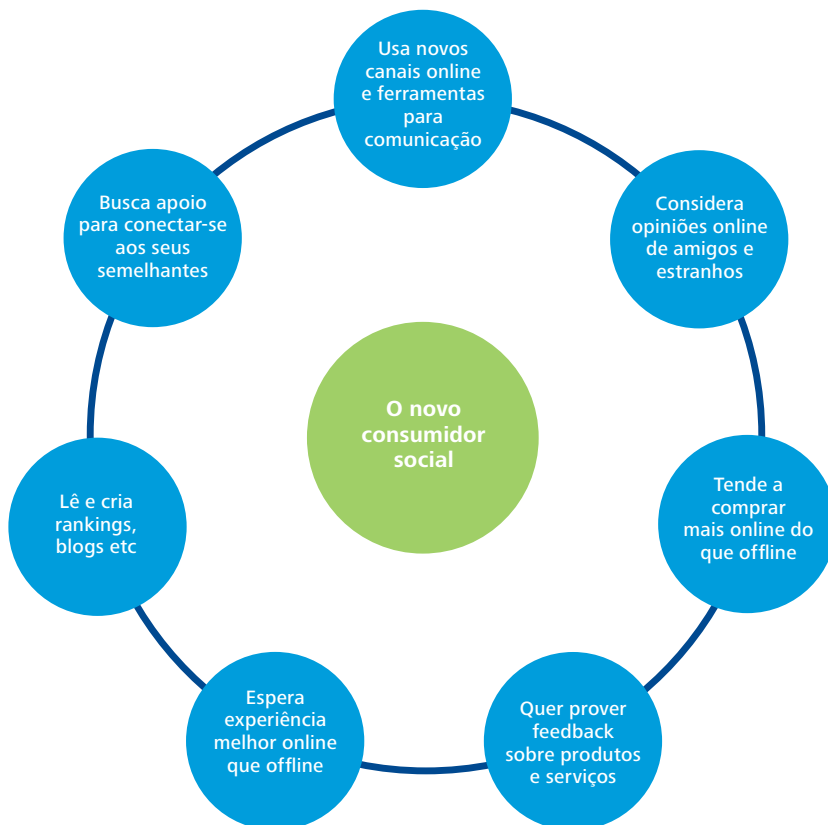 Usa novos
canais online
e ferramentas
para
comunicação
Considera
opiniões online
de amigos e
estranhos
Tende a
comprar
mais online do
que offline
Quer prover
feedback
sobre produtos
e serviços
Espera
experiência
melhor online
que offline
Lê e cria
rankings,
blogs etc
Busca apoio
para conectar-se
aos seus
semelhantes
O novo
consumidor
social